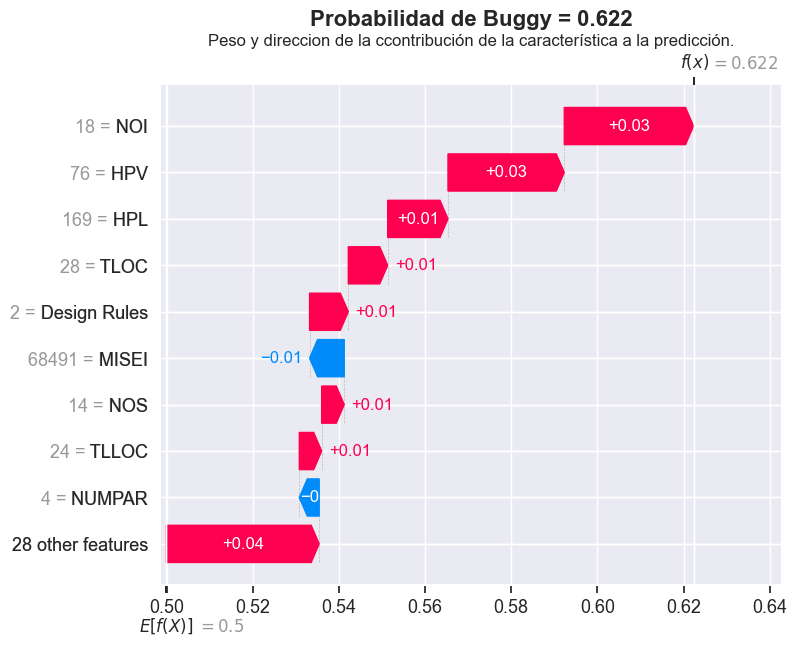 Probabilidad de Buggy = 0.622
Peso y direccion de la ccontribución de la característica a la predicción.
f(x) = 0.622
18 = NOI
+0.03
76 = HPV
+0.03
169 = HPL
+0.01
28 = TLOC
+0.01
2 = Design Rules
+0.01
68491 = MISEI
−0.01
14 = NOS
+0.01
24 = TLLOC
+0.01
4 = NUMPAR
−0
28 other features
+0.04
0.50 0.52 0.54 0.56 0.58 0.60 0.62 0.64
E[f(X)] = 0.5